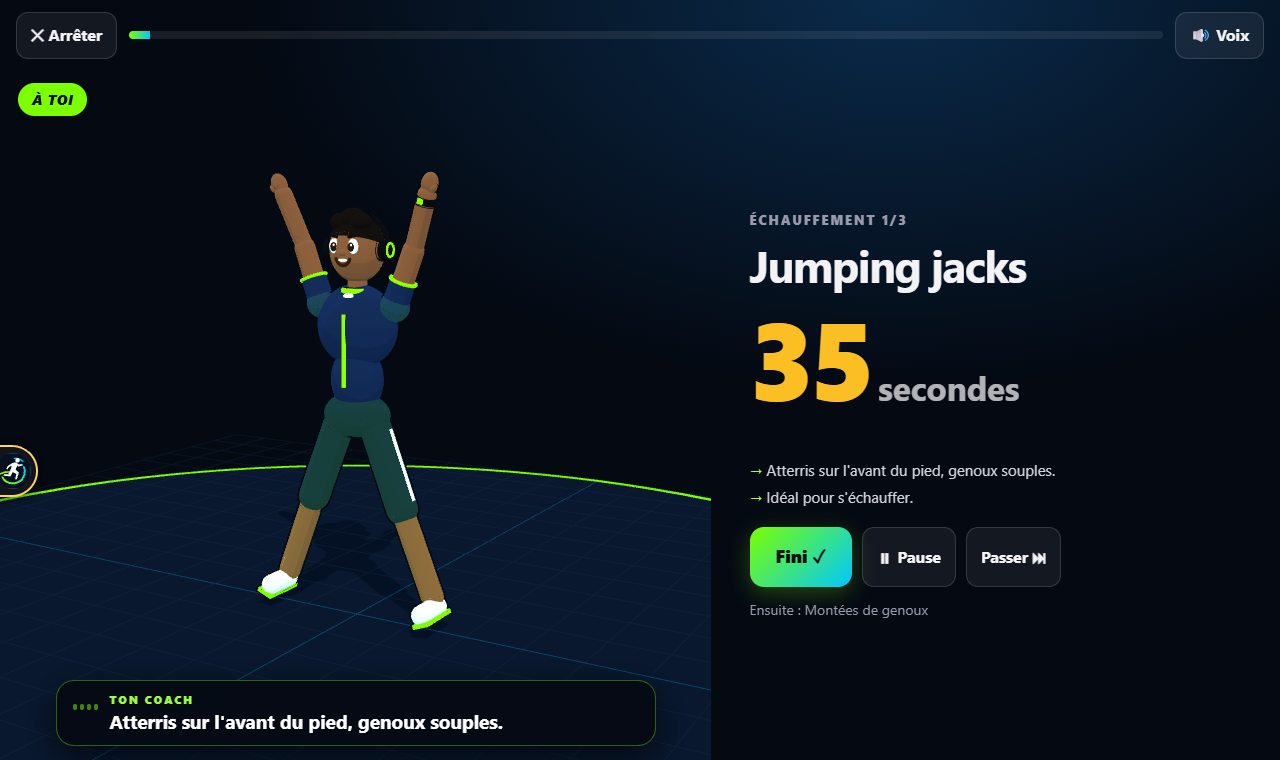 Arrêter
Voix
À TOI
ÉCHAUFFEMENT 1/3
Jumping jacks
35 secondes
→ Atterris sur l'avant du pied, genoux souples.
→ Idéal pour s'échauffer.
Fini ✓
Pause
Passer
Ensuite : Montées de genoux
TON COACH
Atterris sur l'avant du pied, genoux souples.